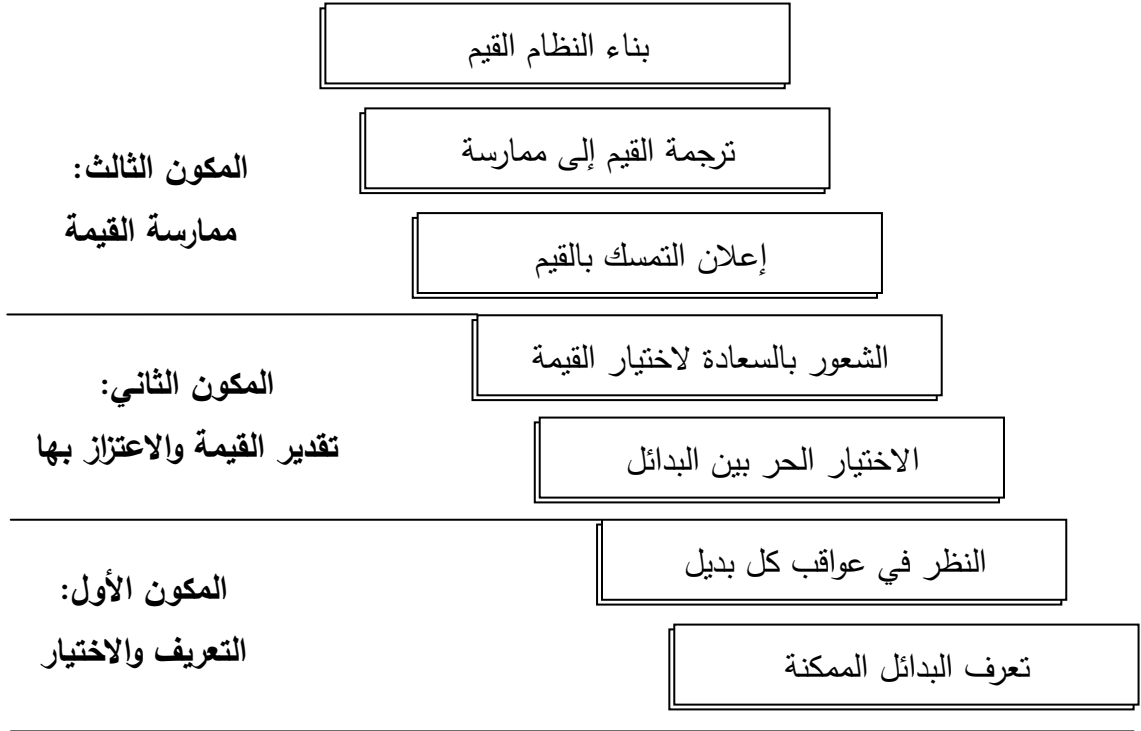 بناء النظام القيم
ترجمة القيم إلى ممارسة
المكون الثالث:
ممارسة القيمة
إعلان التمسك بالقيم
الشعور بالسعادة لاختيار القيمة
المكون الثاني:
تقدير القيمة والاعتزاز بها
الاختيار الحر بين البدائل
النظر في عواقب كل بديل
المكون الأول:
التعريف والاختيار
تعرف البدائل الممكنة